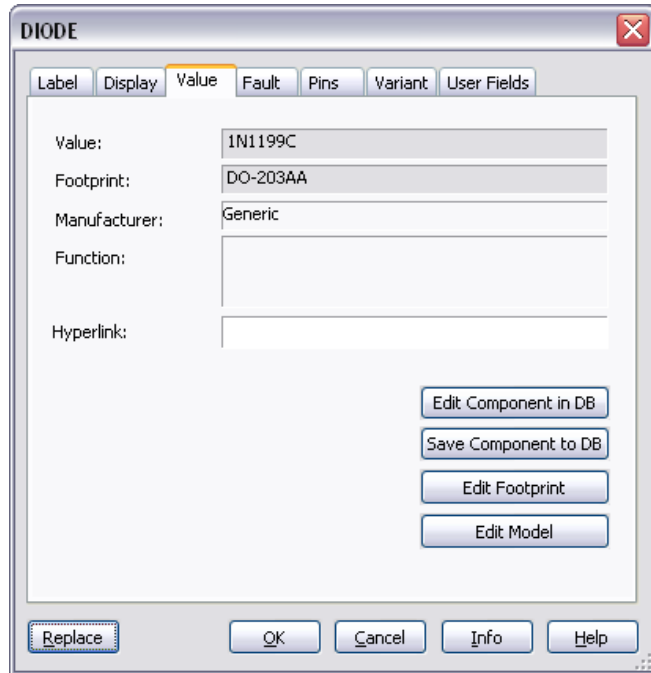 DIODE
Label Display Value Fault Pins Variant User Fields
Value: 1N1199C
Footprint: DO-203AA
Manufacturer: Generic
Function:
Hyperlink:
Edit Component in DB
Save Component to DB
Edit Footprint
Edit Model
Replace OK Cancel Info Help